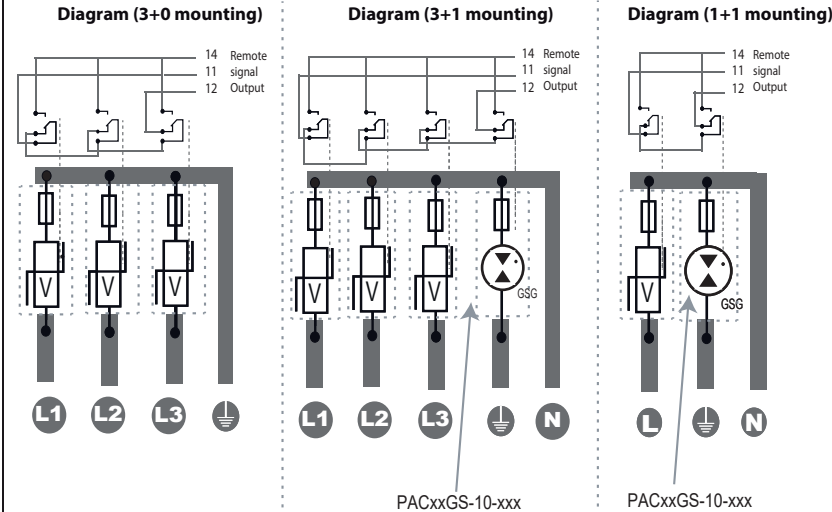 Diagram (3+0 mounting)
14 Remote
11 signal
12 Output
V V V
L1 L2 L3
Diagram (3+1 mounting)
14 Remote
11 signal
12 Output
V V V
GSG
L1 L2 L3 N
PACxxGS-10-xxx
Diagram (1+1 mounting)
14 Remote
11 signal
12 Output
V
GSG
L N
PACxxGS-10-xxx